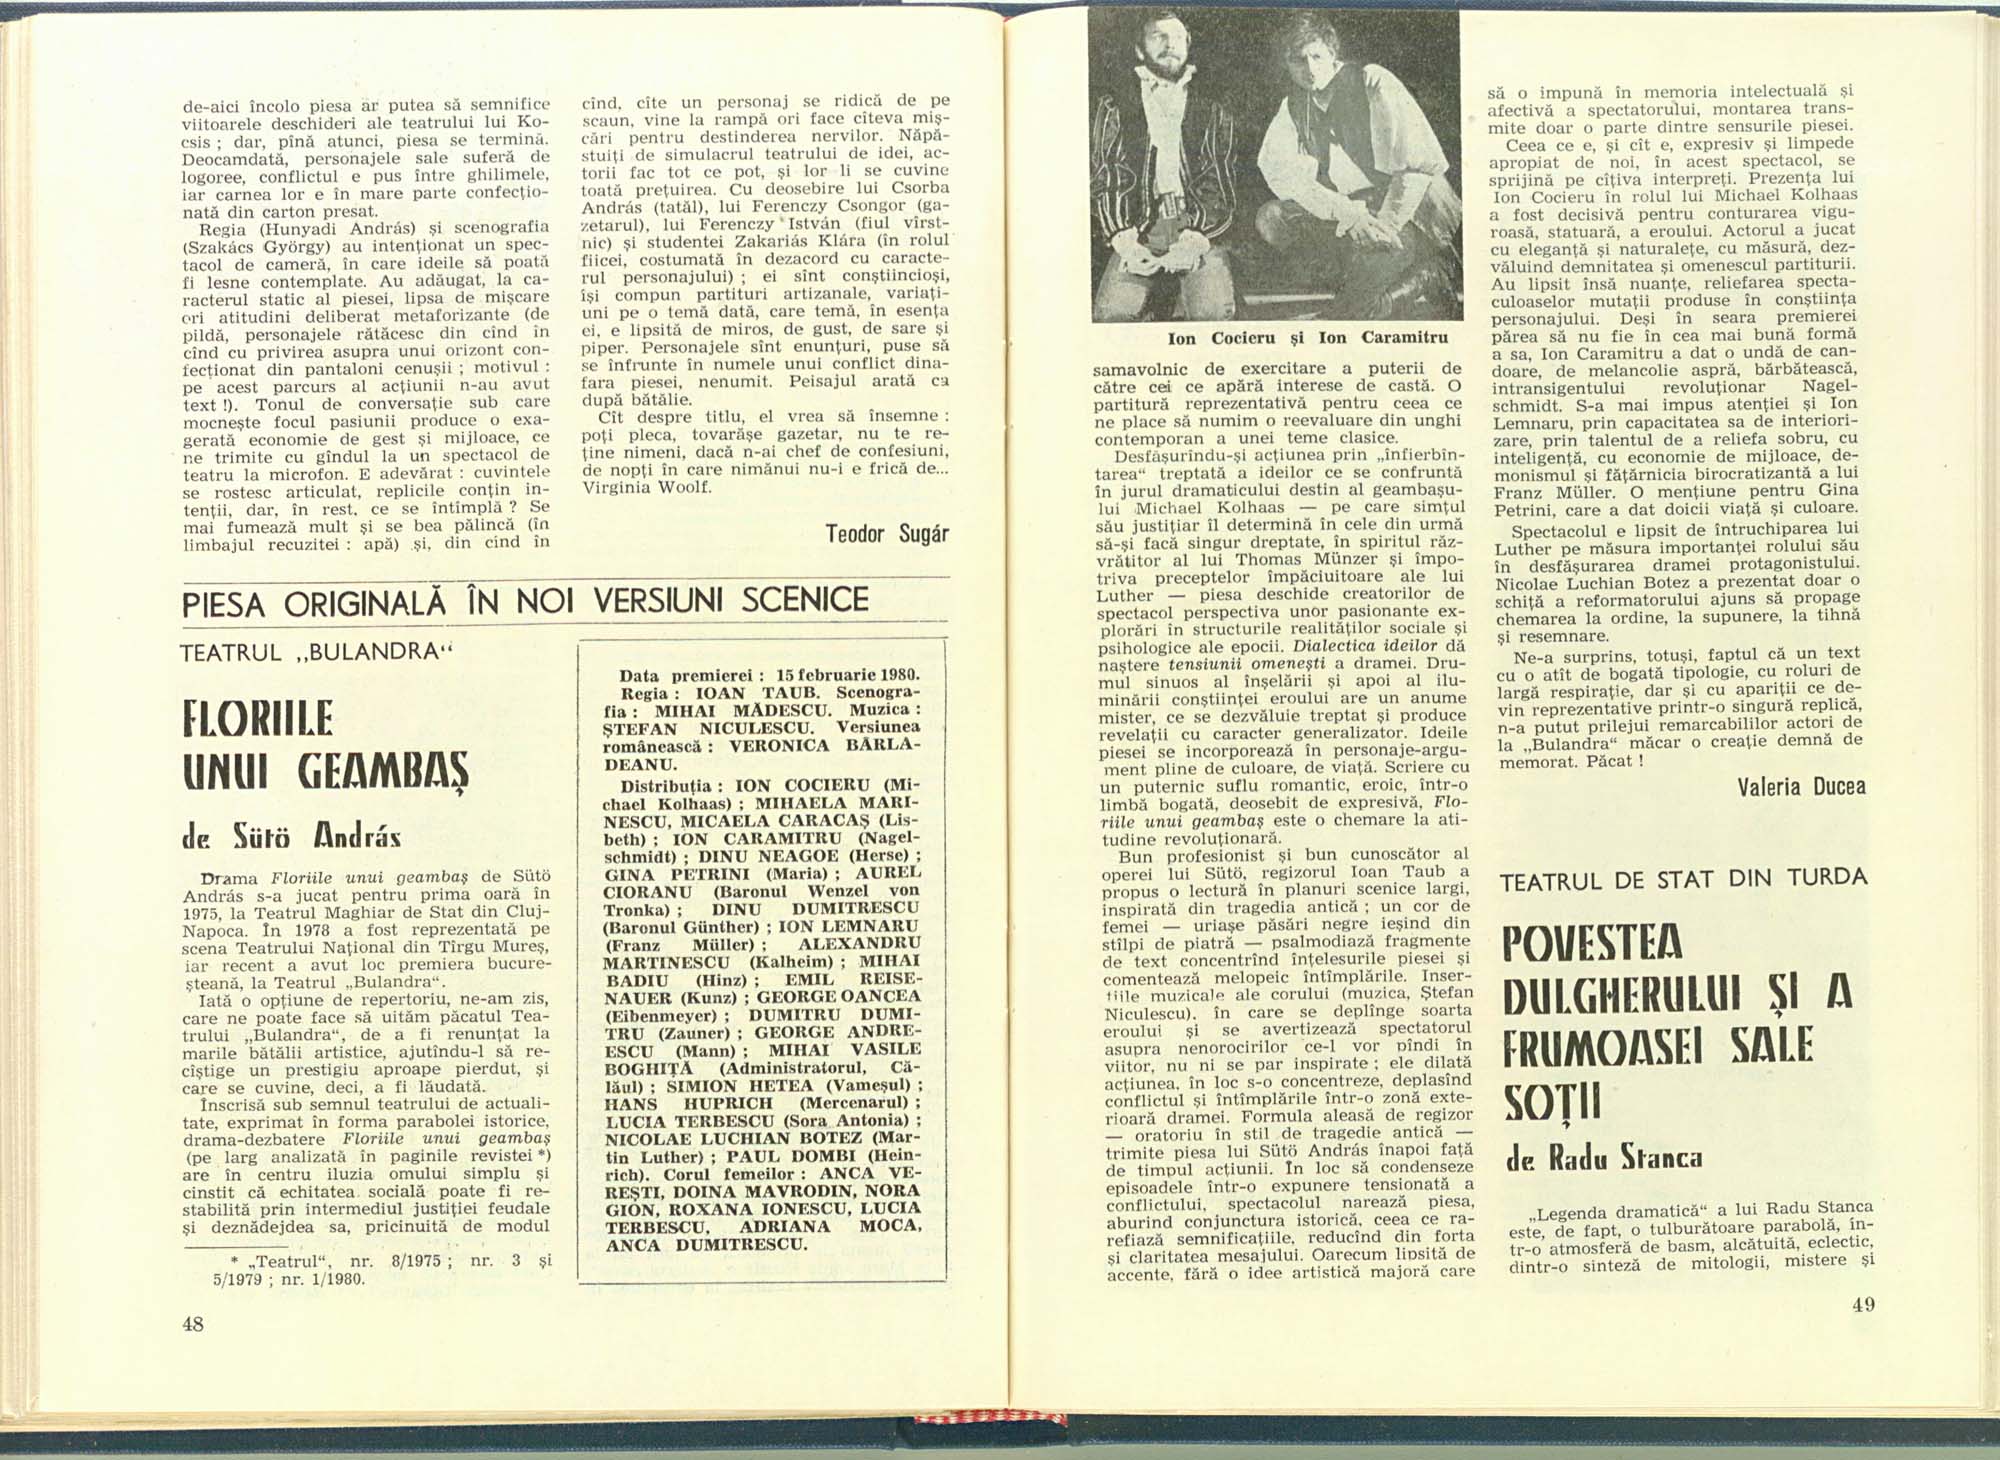 de-aici încolo piesa ar putea să semnifice
viitoarele deschideri ale teatrului lui Ko-
csis ; dar, pînă atunci, piesa se termină.
Deocamdată, personajele sale suferă de
logoree, conflictul e pus între ghilimele,
iar carnea lor e în mare parte confecțio-
nată din carton presat.
Regia (Hunyadi András) și scenografia
(Szakács György) au intenționat un spec-
tacol de cameră, în care ideile să poată
fi lesne contemplate. Au adăugat, la ca-
racterul static al piesei, lipsa de mișcare
ori atitudini deliberat metaforizante (de
pildă, personajele rătăcesc din cînd în
cînd cu privirea asupra unui orizont con-
fecționat din pantaloni cenușii ; motivul :
pe acest parcurs al acțiunii n-au avut
text !). Tonul de conversație sub care
mocnește focul pasiunii produce o exa-
gerată economie de gest și mijloace, ce
ne trimite cu gîndul la un spectacol de
teatru la microfon. E adevărat : cuvintele
se rostesc articulat, replicile conțin in-
tenții, dar, în rest, ce se întîmplă ? Se
mai fumează mult și se bea pălincă (în
limbajul recuzitei : apă) și, din cînd în
cînd, cîte un personaj se ridică de pe
scaun, vine la rampă ori face cîteva miș-
cări pentru destinderea nervilor. Năpă-
stuiți de simulacrul teatrului de idei, ac-
torii fac tot ce pot, și lor li se cuvine
toată prețuirea. Cu deosebire lui Csorba
András (tatăl), lui Ferenczy Csongor (ga-
zetarul), lui Ferenczy István (fiul vîrst-
nic) și studentei Zakariás Klára (în rolul
fiicei, costumată în dezacord cu caracte-
rul personajului) ; ei sînt conștiincioși,
își compun partituri artizanale, variați-
uni pe o temă dată, care temă, în esența
ei, e lipsită de miros, de gust, de sare și
piper. Personajele sînt enunțuri, puse să
se înfrunte în numele unui conflict dina-
fara piesei, nenumit. Peisajul arată ca
după bătălie.
Cît despre titlu, el vrea să însemne :
poți pleca, tovarășe gazetar, nu te re-
ține nimeni, dacă n-ai chef de confesiuni,
de nopți în care nimănui nu-i e frică de...
Virginia Woolf.
Teodor Sugár
PIESA ORIGINALĂ ÎN NOI VERSIUNI SCENICE
TEATRUL „BULANDRA“
FLORIILE
UNUI GEAMBAȘ
de Sütö András
Drama Floriile unui geambaș de Sütö
András s-a jucat pentru prima oară în
1975, la Teatrul Maghiar de Stat din Cluj-
Napoca. În 1978 a fost reprezentată pe
scena Teatrului Național din Tîrgu Mureș,
iar recent a avut loc premiera bucure-
șteană, la Teatrul „Bulandra“.
Iată o opțiune de repertoriu, ne-am zis,
care ne poate face să uităm păcatul Tea-
trului „Bulandra“, de a fi renunțat la
marile bătălii artistice, ajutîndu-l să re-
cîștige un prestigiu aproape pierdut, și
care se cuvine, deci, a fi lăudată.
Înscrisă sub semnul teatrului de actuali-
tate, exprimat în forma parabolei istorice,
drama-dezbatere Floriile unui geambaș
(pe larg analizată în paginile revistei *)
are în centru iluzia omului simplu și
cinstit că echitatea socială poate fi re-
stabilită prin intermediul justiției feudale
și deznădejdea sa, pricinuită de modul
* „Teatrul“, nr. 8/1975 ; nr. 3 și
5/1979 ; nr. 1/1980.
48
Data premierei : 15 februarie 1980.
Regia : IOAN TAUB. Scenogra-
fia : MIHAI MĂDESCU. Muzica :
ȘTEFAN NICULESCU. Versiunea
românească : VERONICA BÂRLĂ-
DEANU.
Distribuția : ION COCIERU (Mi-
chael Kolhaas) ; MIHAELA MARI-
NESCU, MICAELA CARACAȘ (Lis-
beth) ; ION CARAMITRU (Nagel-
schmidt) ; DINU NEAGOE (Herse) ;
GINA PETRINI (Maria) ; AUREL
CIORANU (Baronul Wenzel von
Tronka) ; DINU DUMITRESCU
(Baronul Günther) ; ION LEMNARU
(Franz Müller) ; ALEXANDRU
MARTINESCU (Kalheim) ; MIHAI
BADIU (Hinz) ; EMIL REISE-
NAUER (Kunz) ; GEORGE OANCEA
(Eibenmeyer) ; DUMITRU DUMI-
TRU (Zauner) ; GEORGE ANDRE-
ESCU (Mann) ; MIHAI VASILE
BOGHIȚĂ (Administratorul, Că-
lăul) ; SIMION HETEA (Vameșul) ;
HANS HUPRICH (Mercenarul) ;
LUCIA TERBESCU (Sora Antonia) ;
NICOLAE LUCHIAN BOTEZ (Mar-
tin Luther) ; PAUL DOMBI (Hein-
rich). Corul femeilor : ANCA VE-
REȘTI, DOINA MAVRODIN, NORA
GION, ROXANA IONESCU, LUCIA
TERBESCU, ADRIANA MOCA,
ANCA DUMITRESCU.
Ion Cocieru și Ion Caramitru
samavolnic de exercitare a puterii de
către cei ce apără interese de castă. O
partitură reprezentativă pentru ceea ce
ne place să numim o reevaluare din unghi
contemporan a unei teme clasice.
Desfășurîndu-și acțiunea prin „înfierbîn-
tarea“ treptată a ideilor ce se confruntă
în jurul dramaticului destin al geambașu-
lui Michael Kolhaas — pe care simțul
său justițiar îl determină în cele din urmă
să-și facă singur dreptate, în spiritul răz-
vrătitor al lui Thomas Münzer și împo-
triva preceptelor împăciuitoare ale lui
Luther — piesa deschide creatorilor de
spectacol perspectiva unor pasionante ex-
plorări în structurile realităților sociale și
psihologice ale epocii. Dialectica ideilor dă
naștere tensiunii omenești a dramei. Dru-
mul sinuos al înșelării și apoi al ilu-
minării conștiinței eroului are un anume
mister, ce se dezvăluie treptat și produce
revelații cu caracter generalizator. Ideile
piesei se incorporează în personaje-argu-
ment pline de culoare, de viață. Scriere cu
un puternic suflu romantic, eroic, într-o
limbă bogată, deosebit de expresivă, Flo-
riile unui geambaș este o chemare la ati-
tudine revoluționară.
Bun profesionist și bun cunoscător al
operei lui Sütö, regizorul Ioan Taub a
propus o lectură în planuri scenice largi,
inspirată din tragedia antică ; un cor de
femei — uriașe păsări negre ieșind din
stîlpi de piatră — psalmodiază fragmente
de text concentrînd înțelesurile piesei și
comentează melopeic întîmplările. Inser-
țiile muzicale ale corului (muzica, Ștefan
Niculescu), în care se deplînge soarta
eroului și se avertizează spectatorul
asupra nenorocirilor ce-l vor pîndi în
viitor, nu ni se par inspirate ; ele dilată
acțiunea, în loc s-o concentreze, deplasînd
conflictul și întîmplările într-o zonă exte-
rioară dramei. Formula aleasă de regizor
— oratoriu în stil de tragedie antică —
trimite piesa lui Sütö András înapoi față
de timpul acțiunii. În loc să condenseze
episoadele într-o expunere tensionată a
conflictului, spectacolul narează piesa,
aburind conjunctura istorică, ceea ce ra-
refiază semnificațiile, reducînd din forța
și claritatea mesajului. Oarecum lipsită de
accente, fără o idee artistică majoră care
să o impună în memoria intelectuală și
afectivă a spectatorului, montarea trans-
mite doar o parte dintre sensurile piesei.
Ceea ce e, și cît e, expresiv și limpede
apropiat de noi, în acest spectacol, se
sprijină pe cîțiva interpreți. Prezența lui
Ion Cocieru în rolul lui Michael Kolhaas
a fost decisivă pentru conturarea vigu-
roasă, statuară, a eroului. Actorul a jucat
cu eleganță și naturalețe, cu măsură, dez-
văluind demnitatea și omenescul partiturii.
Au lipsit însă nuanțe, reliefarea specta-
culoaselor mutații produse în conștiința
personajului. Deși în seara premierei
părea să nu fie în cea mai bună formă
a sa, Ion Caramitru a dat o undă de can-
doare, de melancolie aspră, bărbătească,
intransigentului revoluționar Nagel-
schmidt. S-a mai impus atenției și Ion
Lemnaru, prin capacitatea sa de interiori-
zare, prin talentul de a reliefa sobru, cu
inteligență, cu economie de mijloace, de-
monismul și fățărnicia birocratizantă a lui
Franz Müller. O mențiune pentru Gina
Petrini, care a dat doicii viață și culoare.
Spectacolul e lipsit de întruchiparea lui
Luther pe măsura importanței rolului său
în desfășurarea dramei protagonistului.
Nicolae Luchian Botez a prezentat doar o
schiță a reformatorului ajuns să propage
chemarea la ordine, la supunere, la tihnă
și resemnare.
Ne-a surprins, totuși, faptul că un text
cu o atît de bogată tipologie, cu roluri de
largă respirație, dar și cu apariții ce de-
vin reprezentative printr-o singură replică,
n-a putut prilejui remarcabililor actori de
la „Bulandra“ măcar o creație demnă de
memorat. Păcat !
Valeria Ducea
TEATRUL DE STAT DIN TURDA
POVESTEA
DULGHERULUI ȘI A
FRUMOASEI SALE
SOȚII
de Radu Stanca
„Legenda dramatică“ a lui Radu Stanca
este, de fapt, o tulburătoare parabolă, în-
tr-o atmosferă de basm, alcătuită, eclectic,
dintr-o sinteză de mitologii, mistere și
49